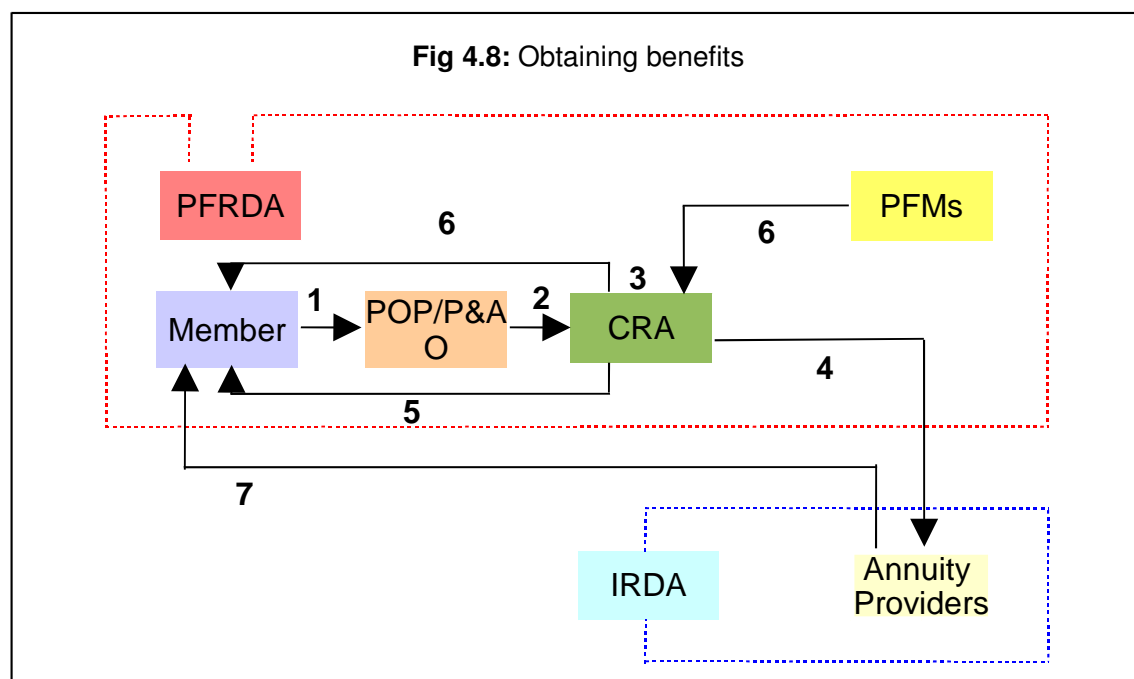 Fig 4.8: Obtaining benefits
PFRDA
PFMs
6
6
3
1
2
Member
POP/P&A
O
CRA
4
5
7
IRDA
Annuity
Providers